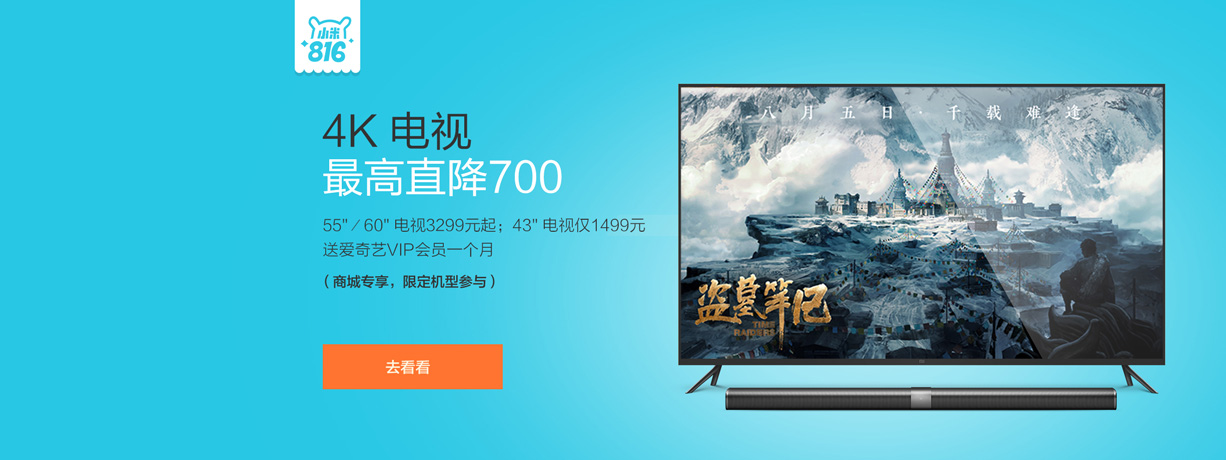 小米
816
4K 电视
最高直降700
55" / 60" 电视3299元起；43" 电视仅1499元
送爱奇艺VIP会员一个月
（商城专享，限定机型参与）
去看看
八月五日·千载难逢
盗墓笔记
TIME
RAIDERS